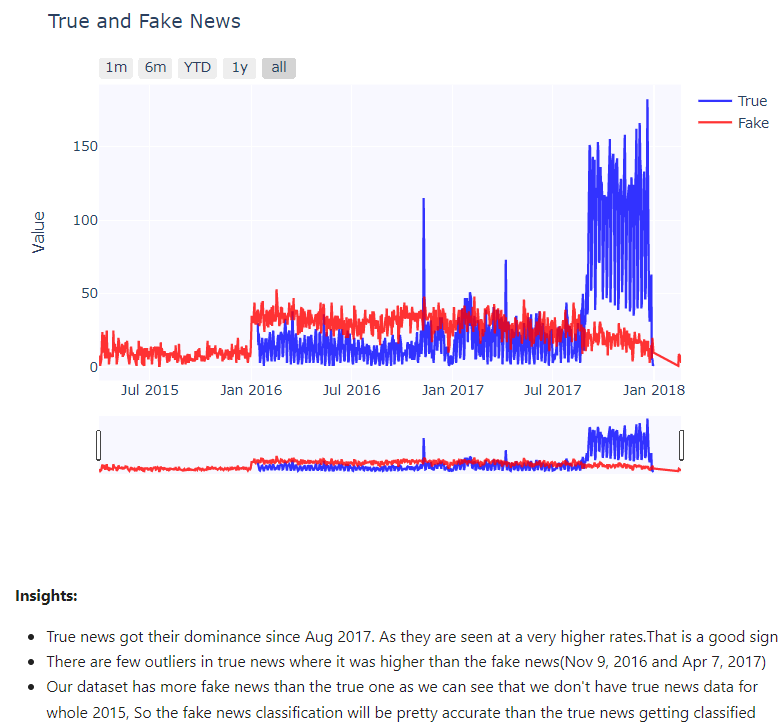 True and Fake News
1m 6m YTD 1y all
True
Fake
Value
150
100
50
0
Jul 2015 Jan 2016 Jul 2016 Jan 2017 Jul 2017 Jan 2018
Insights:
• True news got their dominance since Aug 2017. As they are seen at a very higher rates.That is a good sign
• There are few outliers in true news where it was higher than the fake news(Nov 9, 2016 and Apr 7, 2017)
• Our dataset has more fake news than the true one as we can see that we don't have true news data for
whole 2015, So the fake news classification will be pretty accurate than the true news getting classified